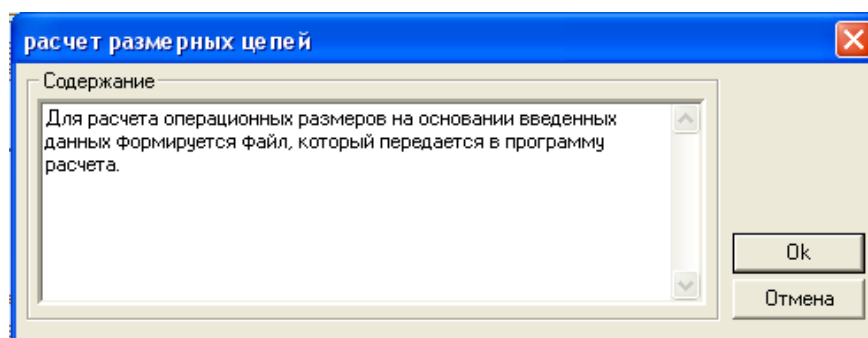 расчет размерных цепей
Содержание
Для расчета операционных размеров на основании введенных
данных формируется файл, который передается в программу
расчета.
Ok
Отмена